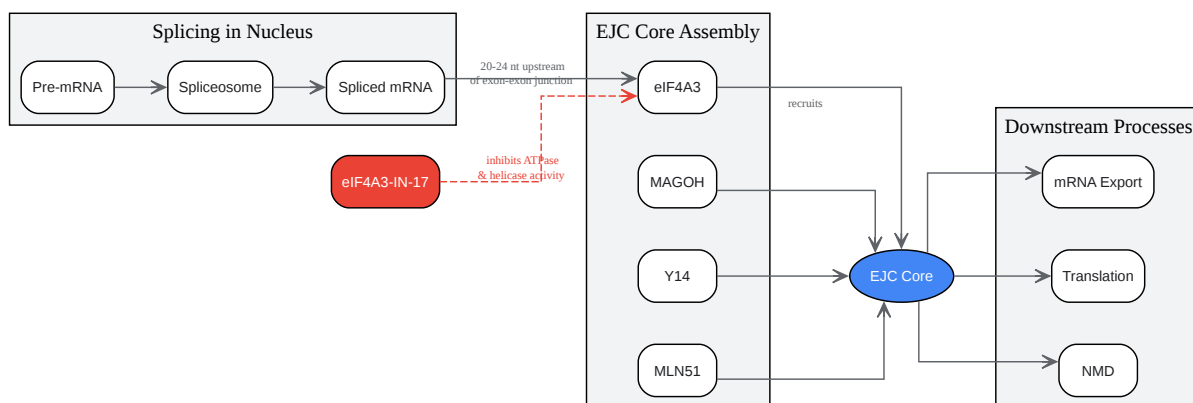 Splicing in Nucleus
Pre-mRNA
Spliceosome
Spliced mRNA
20-24 nt upstream
of exon-exon junction
eIF4A3-IN-17
inhibits ATPase
& helicase activity
EJC Core Assembly
eIF4A3
MAGOH
Y14
MLN51
recruits
EJC Core
Downstream Processes
mRNA Export
Translation
NMD